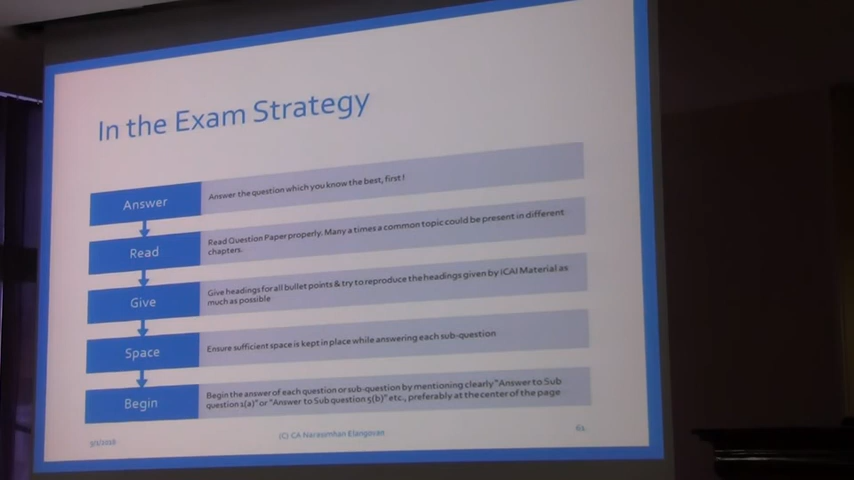 In the Exam Strategy
Answer
Answer the question which you know the best, first !
Read
Read Question Paper properly. Many a times a common topic could be present in different
chapters.
Give
Give headings for all bullet points & try to reproduce the headings given by ICAI Material as
much as possible
Space
Ensure sufficient space is kept in place while answering each sub-question
Begin
Begin the answer of each question or sub-question by mentioning clearly "Answer to Sub
question 1(a)" or "Answer to Sub question 5(b)" etc., preferably at the center of the page
(C) CA Narasimhan Elangovan